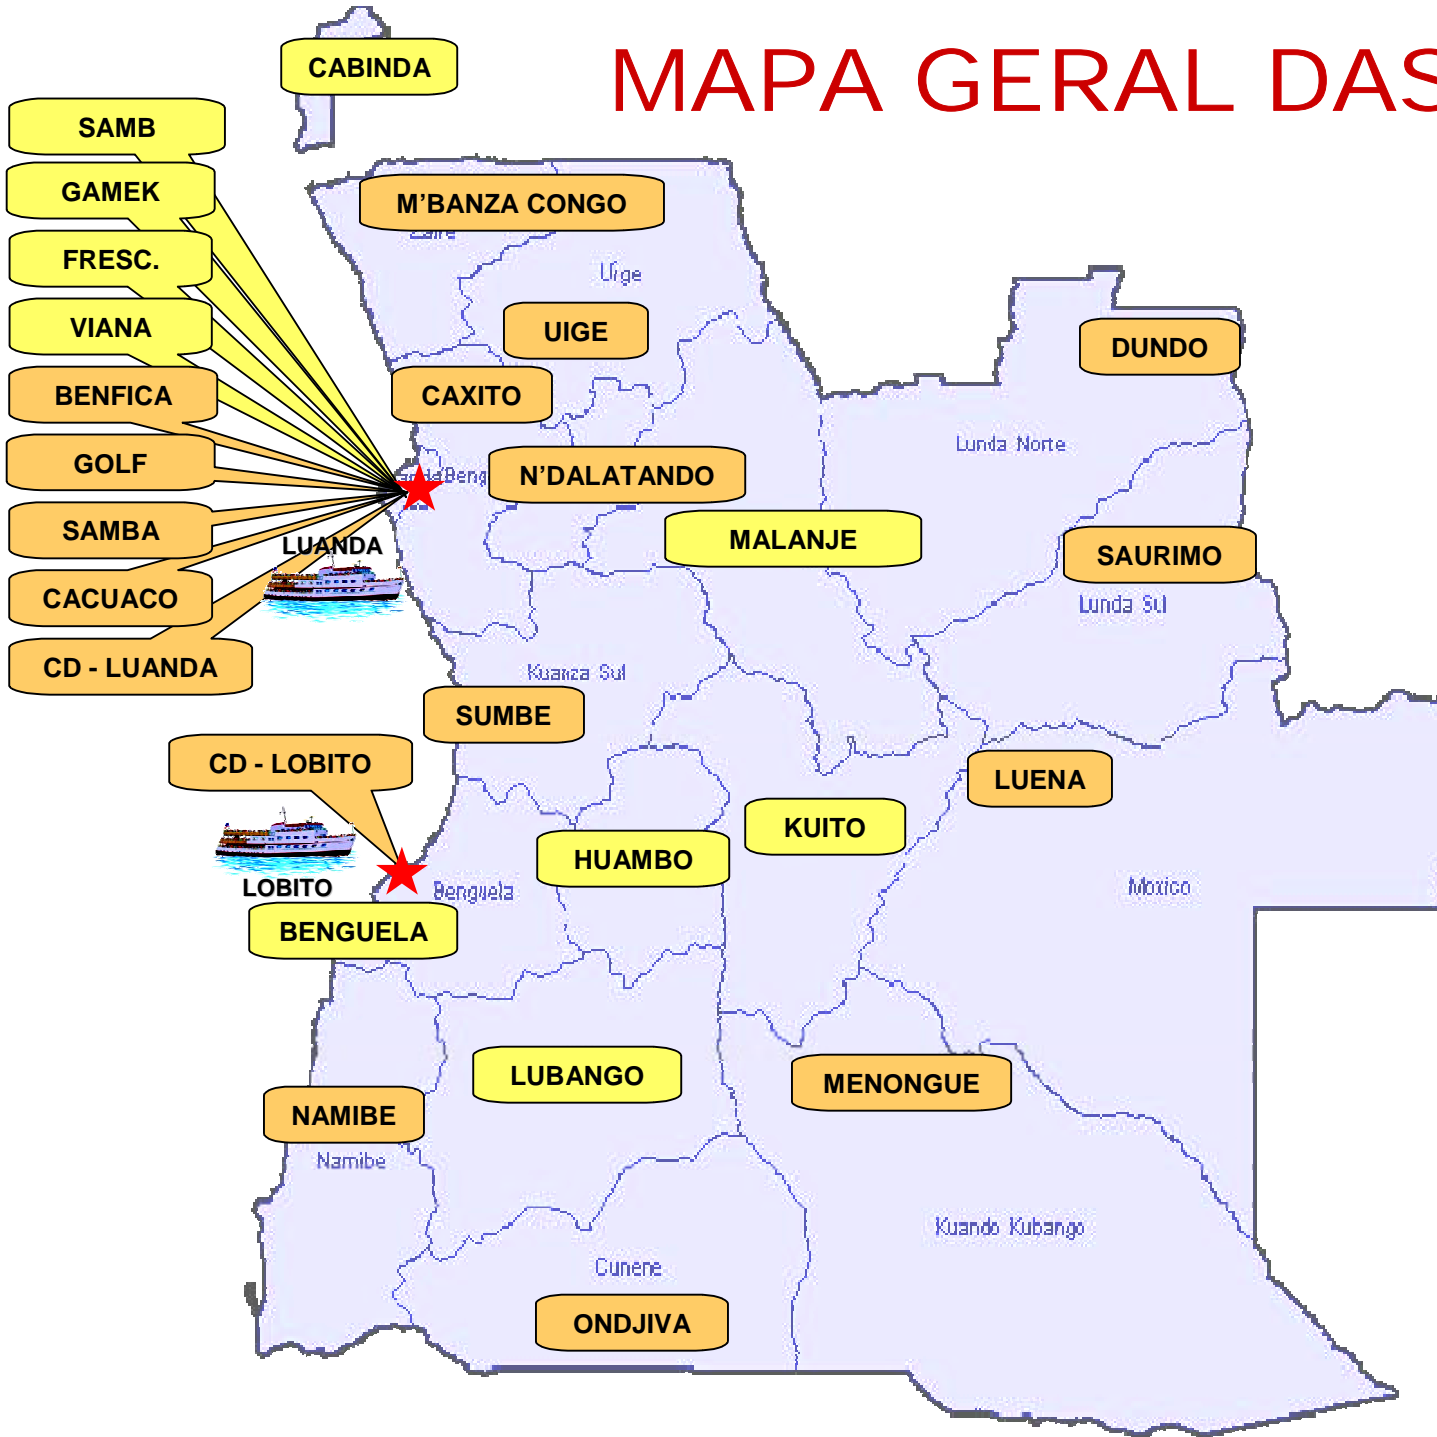 MAPA GERAL DAS
CABINDA
SAMB
GAMEK
FRESC.
VIANA
BENFICA
GOLF
SAMBA
CACUACO
CD - LUANDA
M’BANZA CONGO
Uige
UIGE
CAXITO
DUNDO
Lunda Norte
N’DALATANDO
MALANJE
LUANDA
SAURIMO
Lunda Sul
Kuanza Sul
SUMBE
CD - LOBITO
LUENA
KUITO
HUAMBO
LOBITO
Benguela
Moxico
BENGUELA
LUBANGO
MENONGUE
NAMIBE
Namibe
Kuando Kubango
Cunene
ONDJIVA